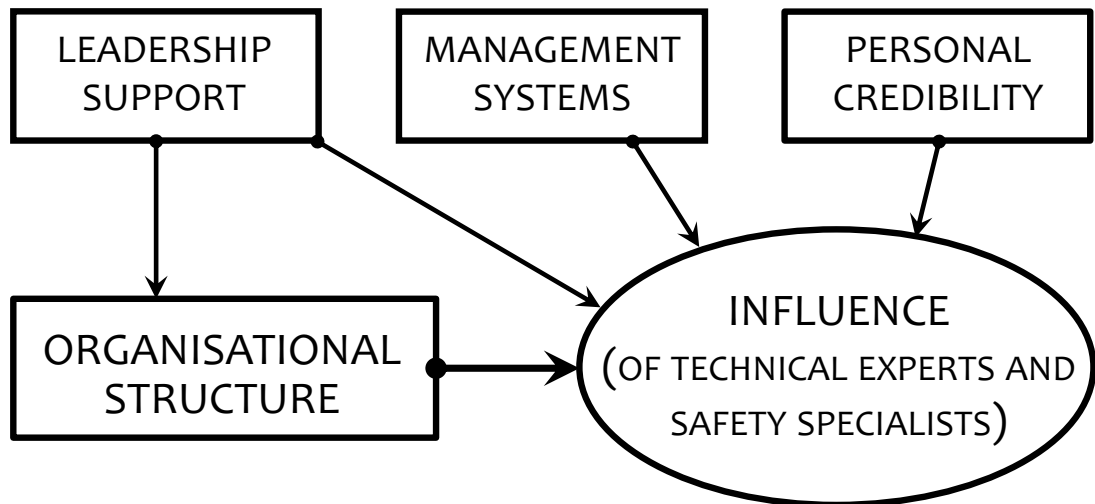 LEADERSHIP
SUPPORT
MANAGEMENT
SYSTEMS
PERSONAL
CREDIBILITY
ORGANISATIONAL
STRUCTURE
INFLUENCE
(OF TECHNICAL EXPERTS AND
SAFETY SPECIALISTS)